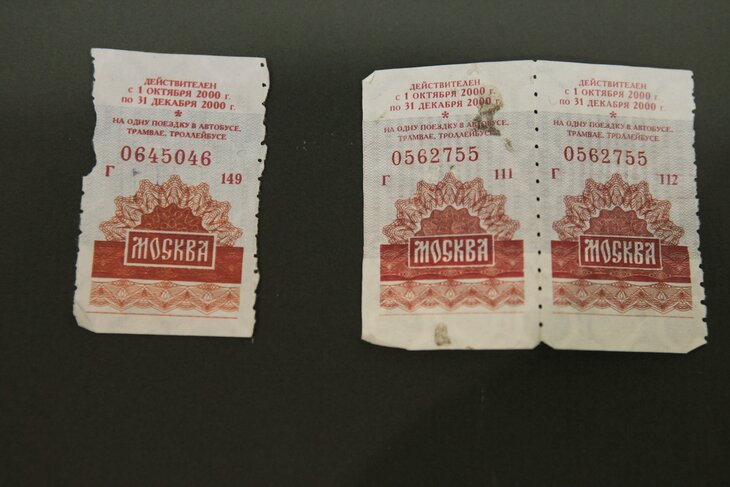 ДЕЙСТВИТЕЛЕН
с 1 ОКТЯБРЯ 2000 г.
по 31 ДЕКАБРЯ 2000 г.
*
НА ОДНУ ПОЕЗДКУ В АВТОБУСЕ,
ТРАМВАЕ, ТРОЛЛЕЙБУСЕ
0645046
Г 149
МОСКВА
ДЕЙСТВИТЕЛЕН
с 1 ОКТЯБРЯ 2000 г.
по 31 ДЕКАБРЯ 2000 г.
*
НА ОДНУ ПОЕЗДКУ В АВТОБУСЕ,
ТРАМВАЕ, ТРОЛЛЕЙБУСЕ
0562755
Г 111
МОСКВА
ДЕЙСТВИТЕЛЕН
с 1 ОКТЯБРЯ 2000 г.
по 31 ДЕКАБРЯ 2000 г.
*
НА ОДНУ ПОЕЗДКУ В АВТОБУСЕ,
ТРАМВАЕ, ТРОЛЛЕЙБУСЕ
0562755
Г 112
МОСКВА